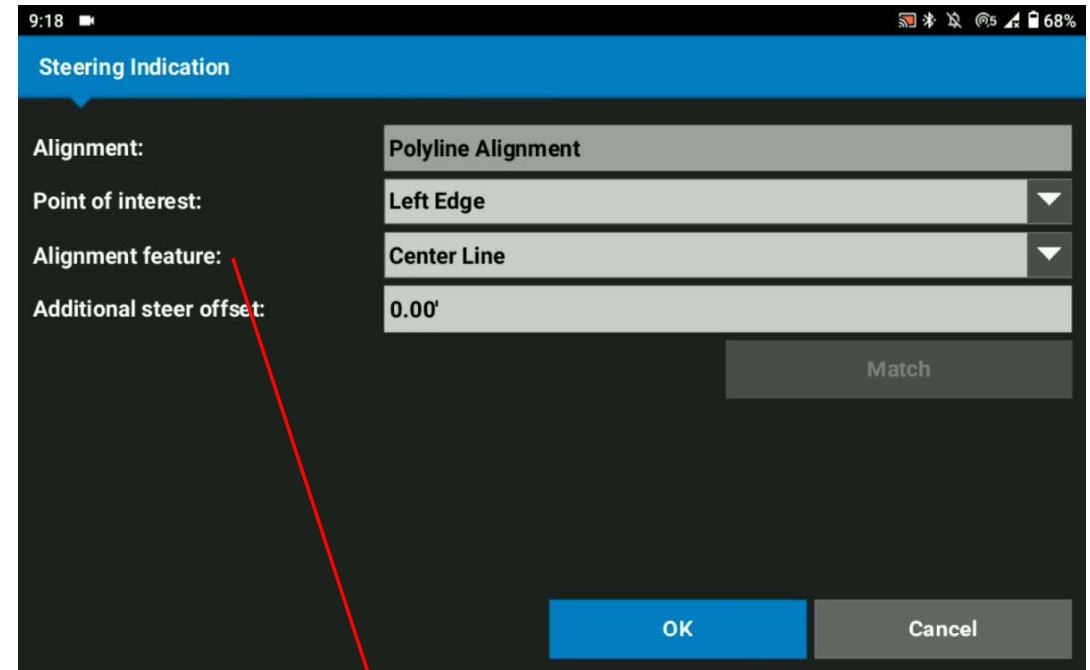 9:18 5 68%
Steering Indication
Alignment: Polyline Alignment
Point of interest: Left Edge
Alignment feature: Center Line
Additional steer offset: 0.00'
Match
OK Cancel